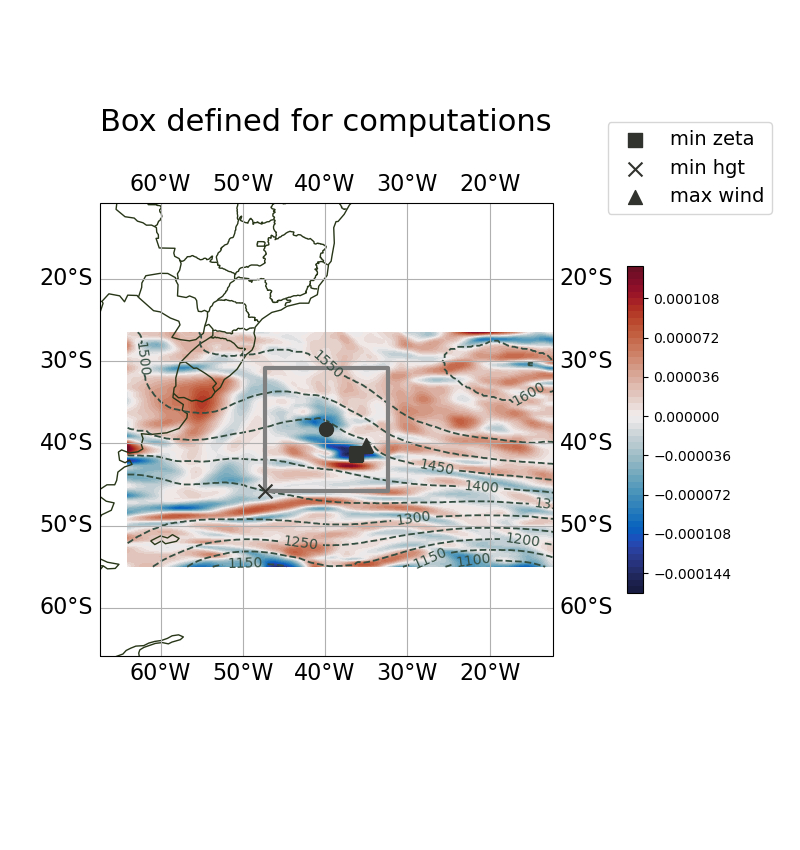 Box defined for computations
min zeta
min hgt
max wind
60°W 50°W 40°W 30°W 20°W
20°S 20°S
30°S 30°S
40°S 40°S
50°S 50°S
60°S 60°S
60°W 50°W 40°W 30°W 20°W
1500
1550
1600
1450
1400
13
1300
1250
1200
1150
1150
1100
0.000108
0.000072
0.000036
0.000000
−0.000036
−0.000072
−0.000108
−0.000144